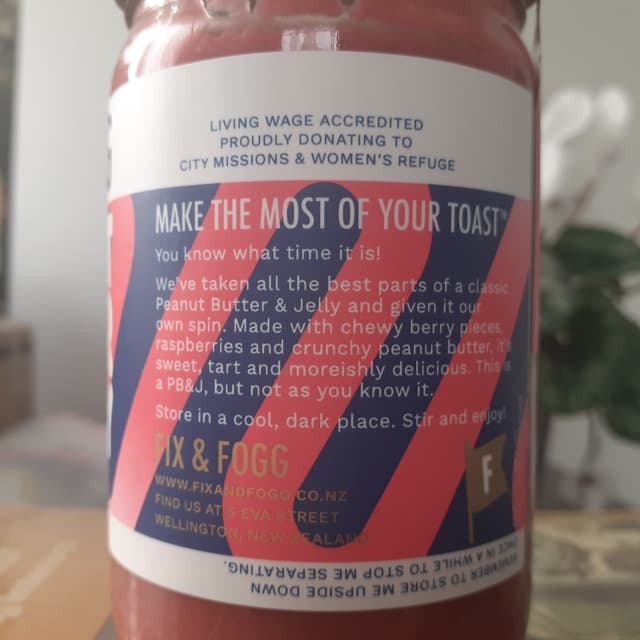 LIVING WAGE ACCREDITED
PROUDLY DONATING TO
CITY MISSIONS & WOMEN'S REFUGE
MAKE THE MOST OF YOUR TOAST™
You know what time it is!
We've taken all the best parts of a classic
Peanut Butter & Jelly and given it our
own spin. Made with chewy berry pieces,
raspberries and crunchy peanut butter, it's
sweet, tart and moreishly delicious. This is
a PB&J, but not as you know it.
Store in a cool, dark place. Stir and enjoy!
FIX & FOGG
F
WWW.FIXANDFOGG.CO.NZ
FIND US AT 5 EVA STREET
WELLINGTON, NEW ZEALAND
REMEMBER TO STORE ME UPSIDE DOWN
ONCE IN A WHILE TO STOP ME SEPARATING.